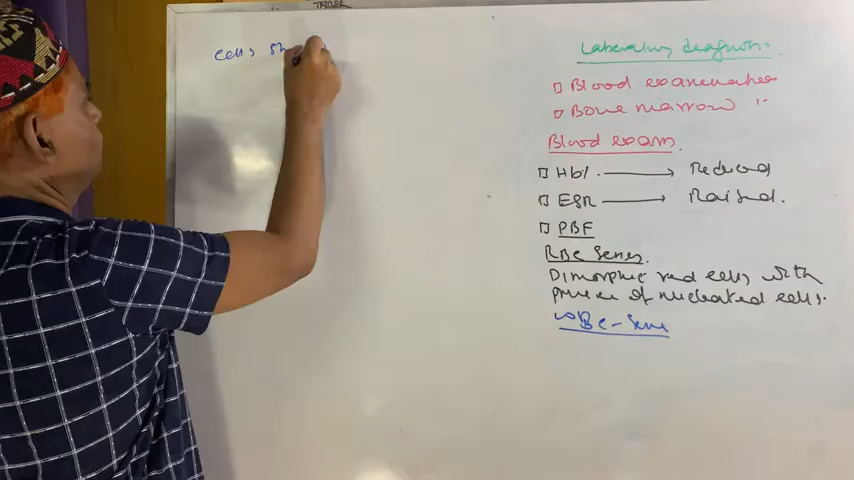 cells sh
Laboratory diagnosis:
□ Blood examination
□ Bone marrow "
Blood exam.
□ Hb%. → Reduced
□ ESR → Raised.
□ PBF
RBC Series.
Dimorphic red cells with
presence of nucleated cells.
WBC - Series